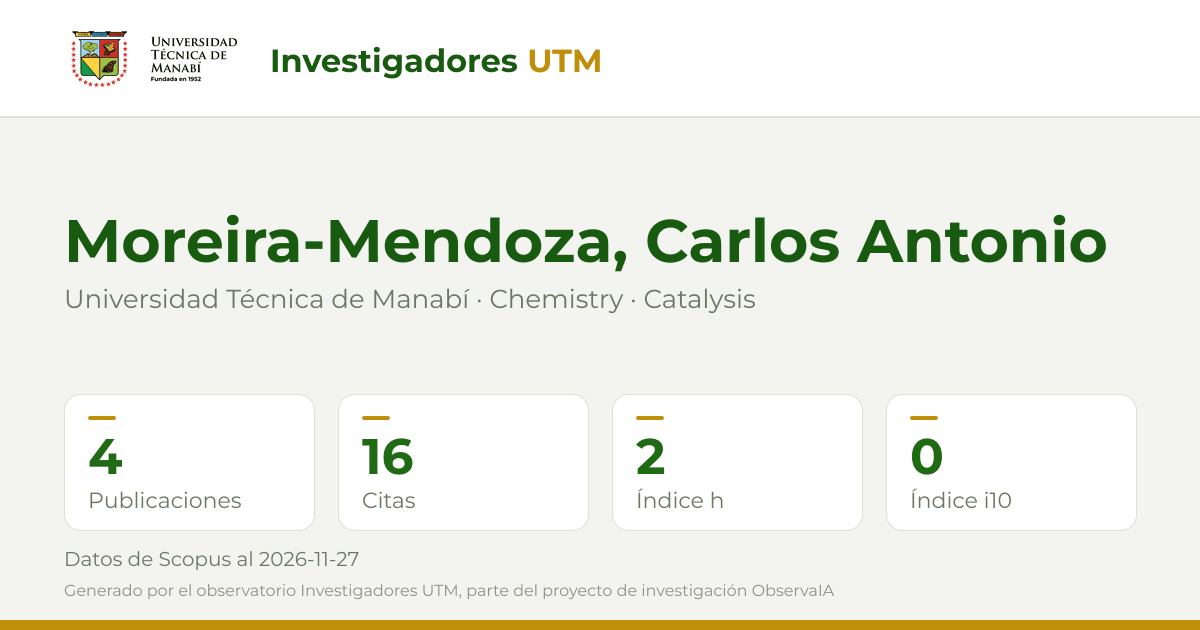 UNIVERSIDAD
TÉCNICA DE
MANABÍ
Fundada en 1952
Investigadores UTM
Moreira-Mendoza, Carlos Antonio
Universidad Técnica de Manabí · Chemistry · Catalysis
4
Publicaciones
16
Citas
2
Índice h
0
Índice i10
Datos de Scopus al 2026-11-27
Generado por el observatorio Investigadores UTM, parte del proyecto de investigación ObservaIA